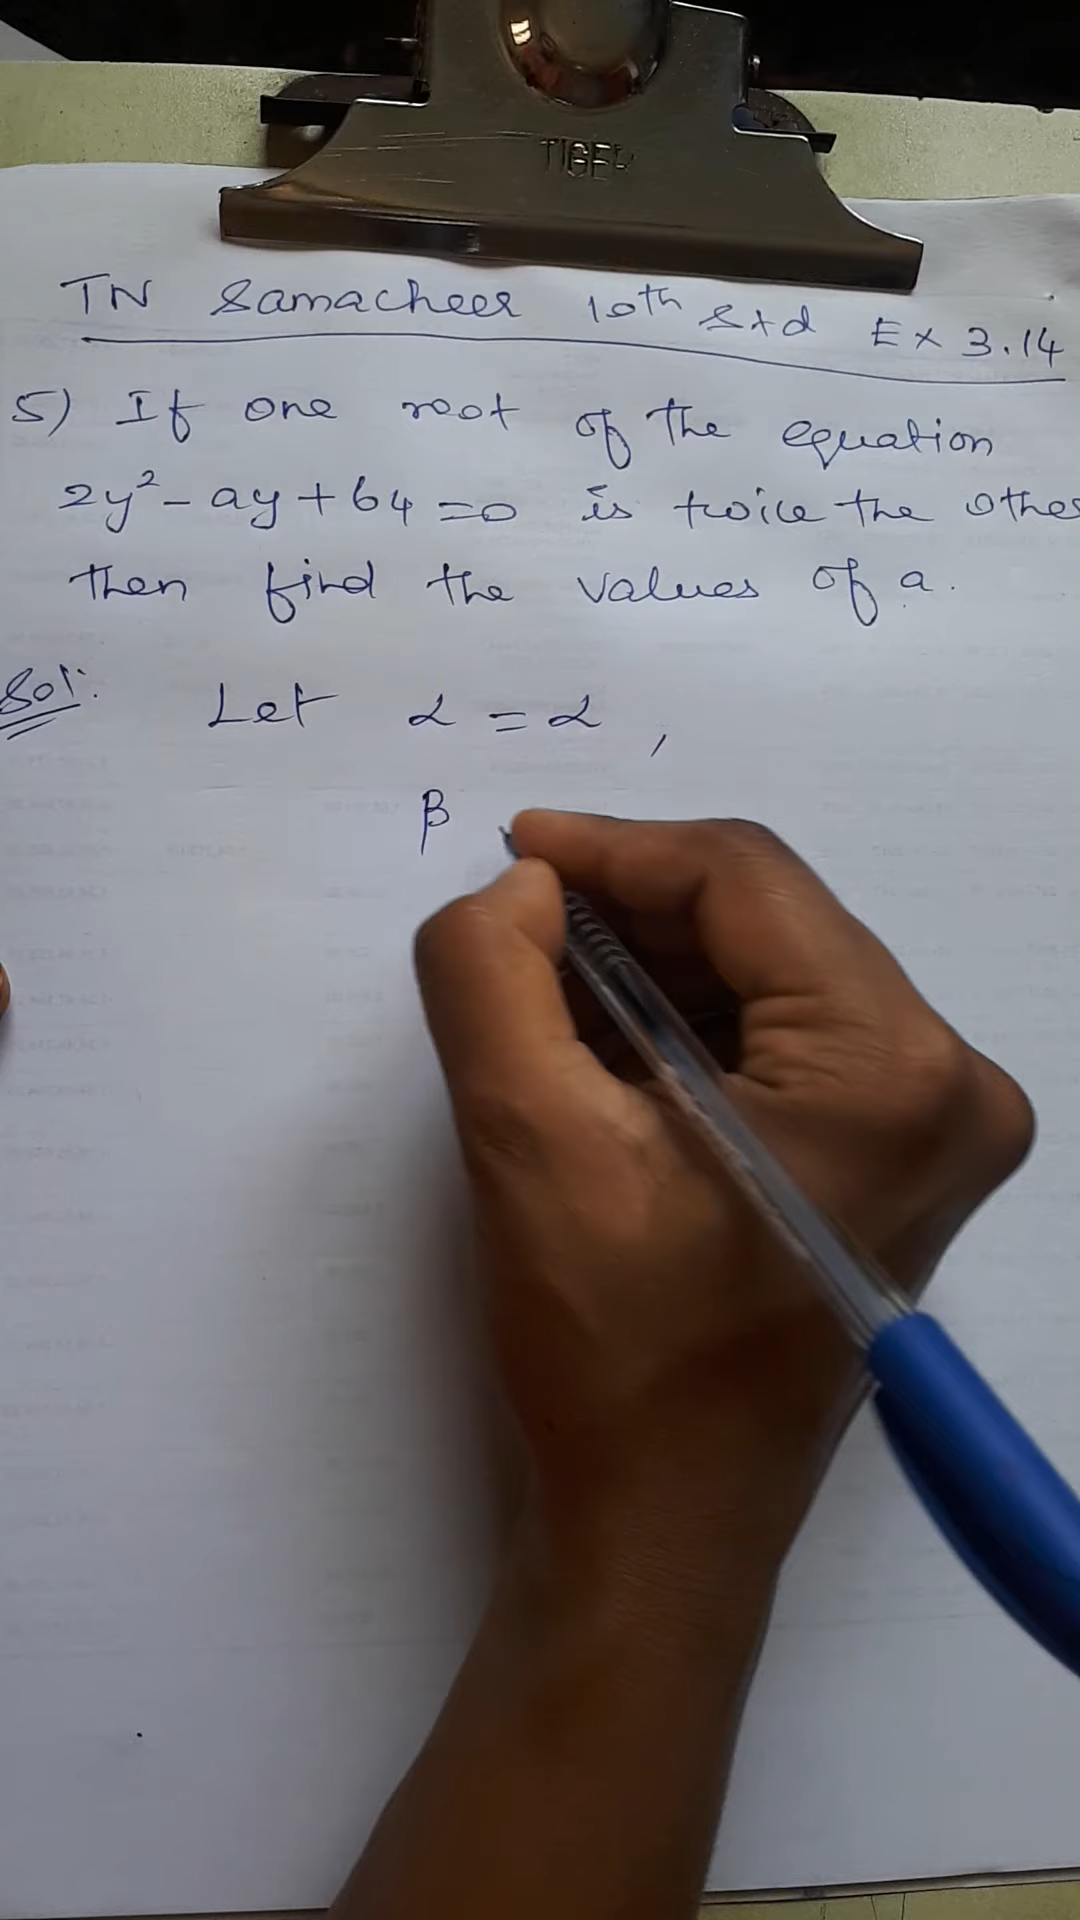 TIGER
TN Samacheer 10th Std Ex 3.14
5) If one root of the equation
2y² - ay + 64 = 0 is twice the other
then find the values of a.
Sol: Let α = α ,
β